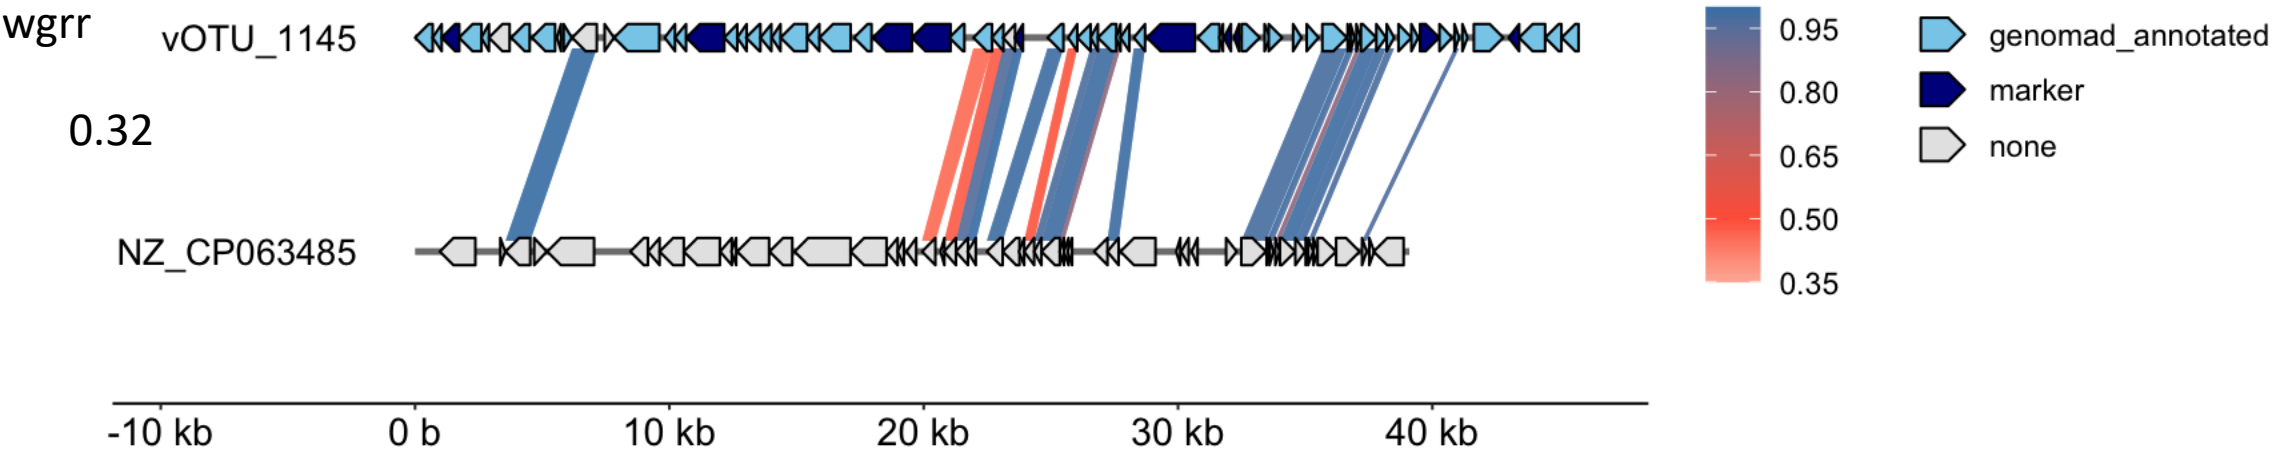 wgrr
vOTU_1145
0.32
NZ_CP063485
0.95
0.80
0.65
0.50
0.35
genomad_annotated
marker
none
-10 kb 0 b 10 kb 20 kb 30 kb 40 kb